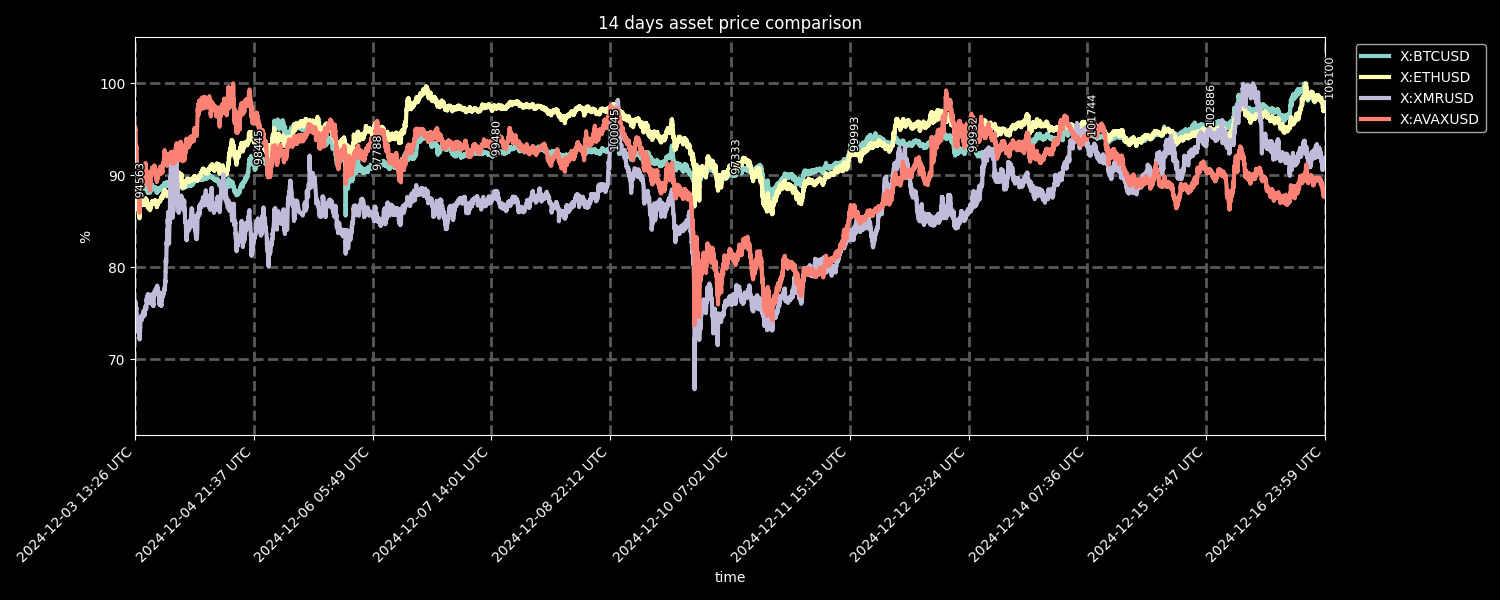 14 days asset price comparison
X:BTCUSD
X:ETHUSD
X:XMRUSD
X:AVAXUSD
100
90
80
70
%
94563
98445
97788
99480
100045
97333
99993
99932
101744
102886
106100
2024-12-03 13:26 UTC
2024-12-04 21:37 UTC
2024-12-06 05:49 UTC
2024-12-07 14:01 UTC
2024-12-08 22:12 UTC
2024-12-10 07:02 UTC
2024-12-11 15:13 UTC
2024-12-12 23:24 UTC
2024-12-14 07:36 UTC
2024-12-15 15:47 UTC
2024-12-16 23:59 UTC
time